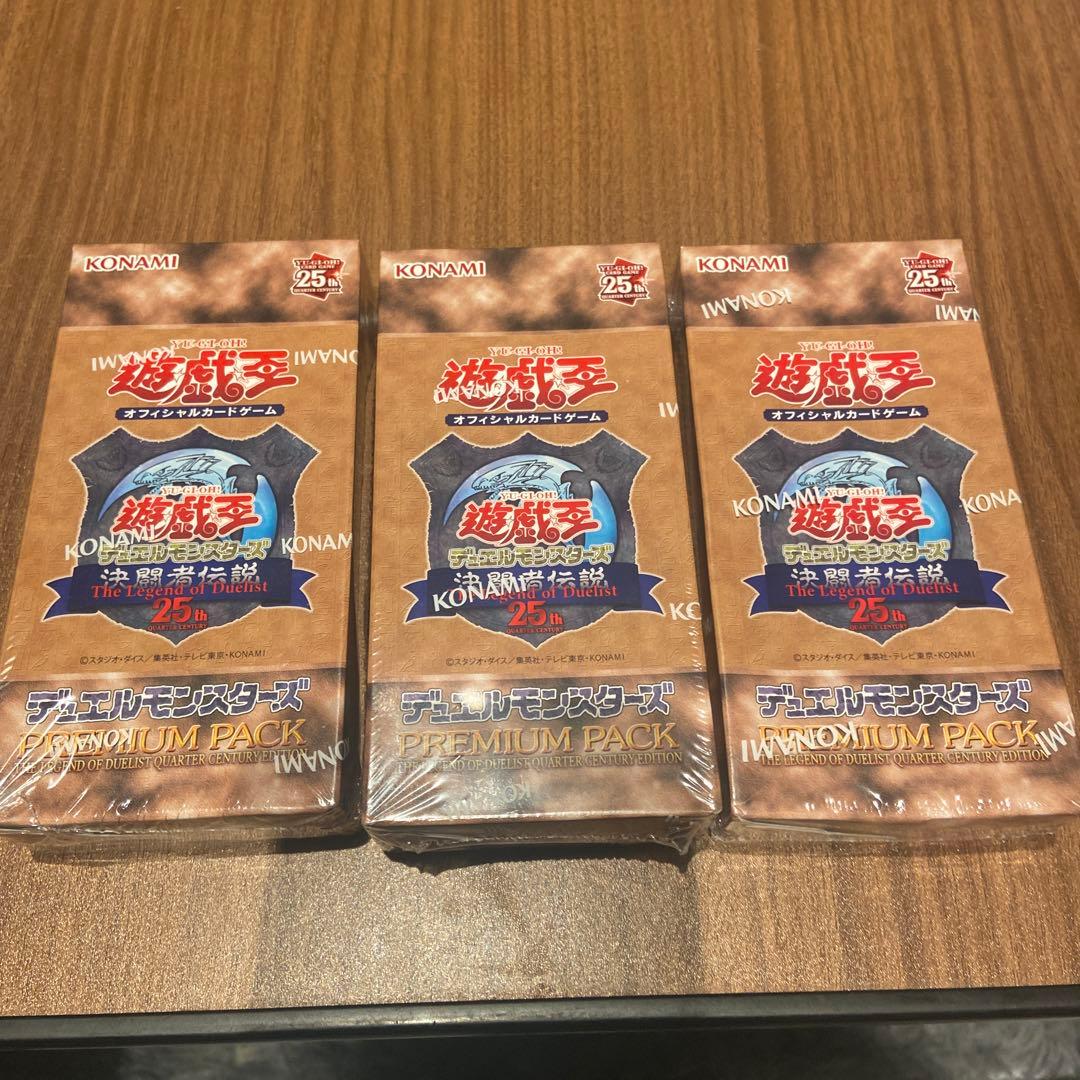 KONAMI
YU-GI-OH!
CARD GAME
25th
QUARTER CENTURY
YU-GI-OH!
遊戯王
オフィシャルカードゲーム
YU-GI-OH!
遊戯王
デュエルモンスターズ
決闘者伝説
The Legend of Duelist
25th
QUARTER CENTURY
©スタジオ・ダイス／集英社・テレビ東京・KONAMI
デュエルモンスターズ
PREMIUM PACK
THE LEGEND OF DUELIST QUARTER CENTURY EDITION
KONAMI
KONAMI
KONAMI
KONAMI
KONAMI
YU-GI-OH!
CARD GAME
25th
QUARTER CENTURY
YU-GI-OH!
遊戯王
オフィシャルカードゲーム
YU-GI-OH!
遊戯王
デュエルモンスターズ
決闘者伝説
The Legend of Duelist
25th
QUARTER CENTURY
©スタジオ・ダイス／集英社・テレビ東京・KONAMI
デュエルモンスターズ
PREMIUM PACK
THE LEGEND OF DUELIST QUARTER CENTURY EDITION
KONAMI
KONAMI
KONAMI
YU-GI-OH!
CARD GAME
25th
QUARTER CENTURY
YU-GI-OH!
遊戯王
オフィシャルカードゲーム
YU-GI-OH!
遊戯王
デュエルモンスターズ
決闘者伝説
The Legend of Duelist
25th
QUARTER CENTURY
©スタジオ・ダイス／集英社・テレビ東京・KONAMI
デュエルモンスターズ
PREMIUM PACK
THE LEGEND OF DUELIST QUARTER CENTURY EDITION
KONAMI
KONAMI